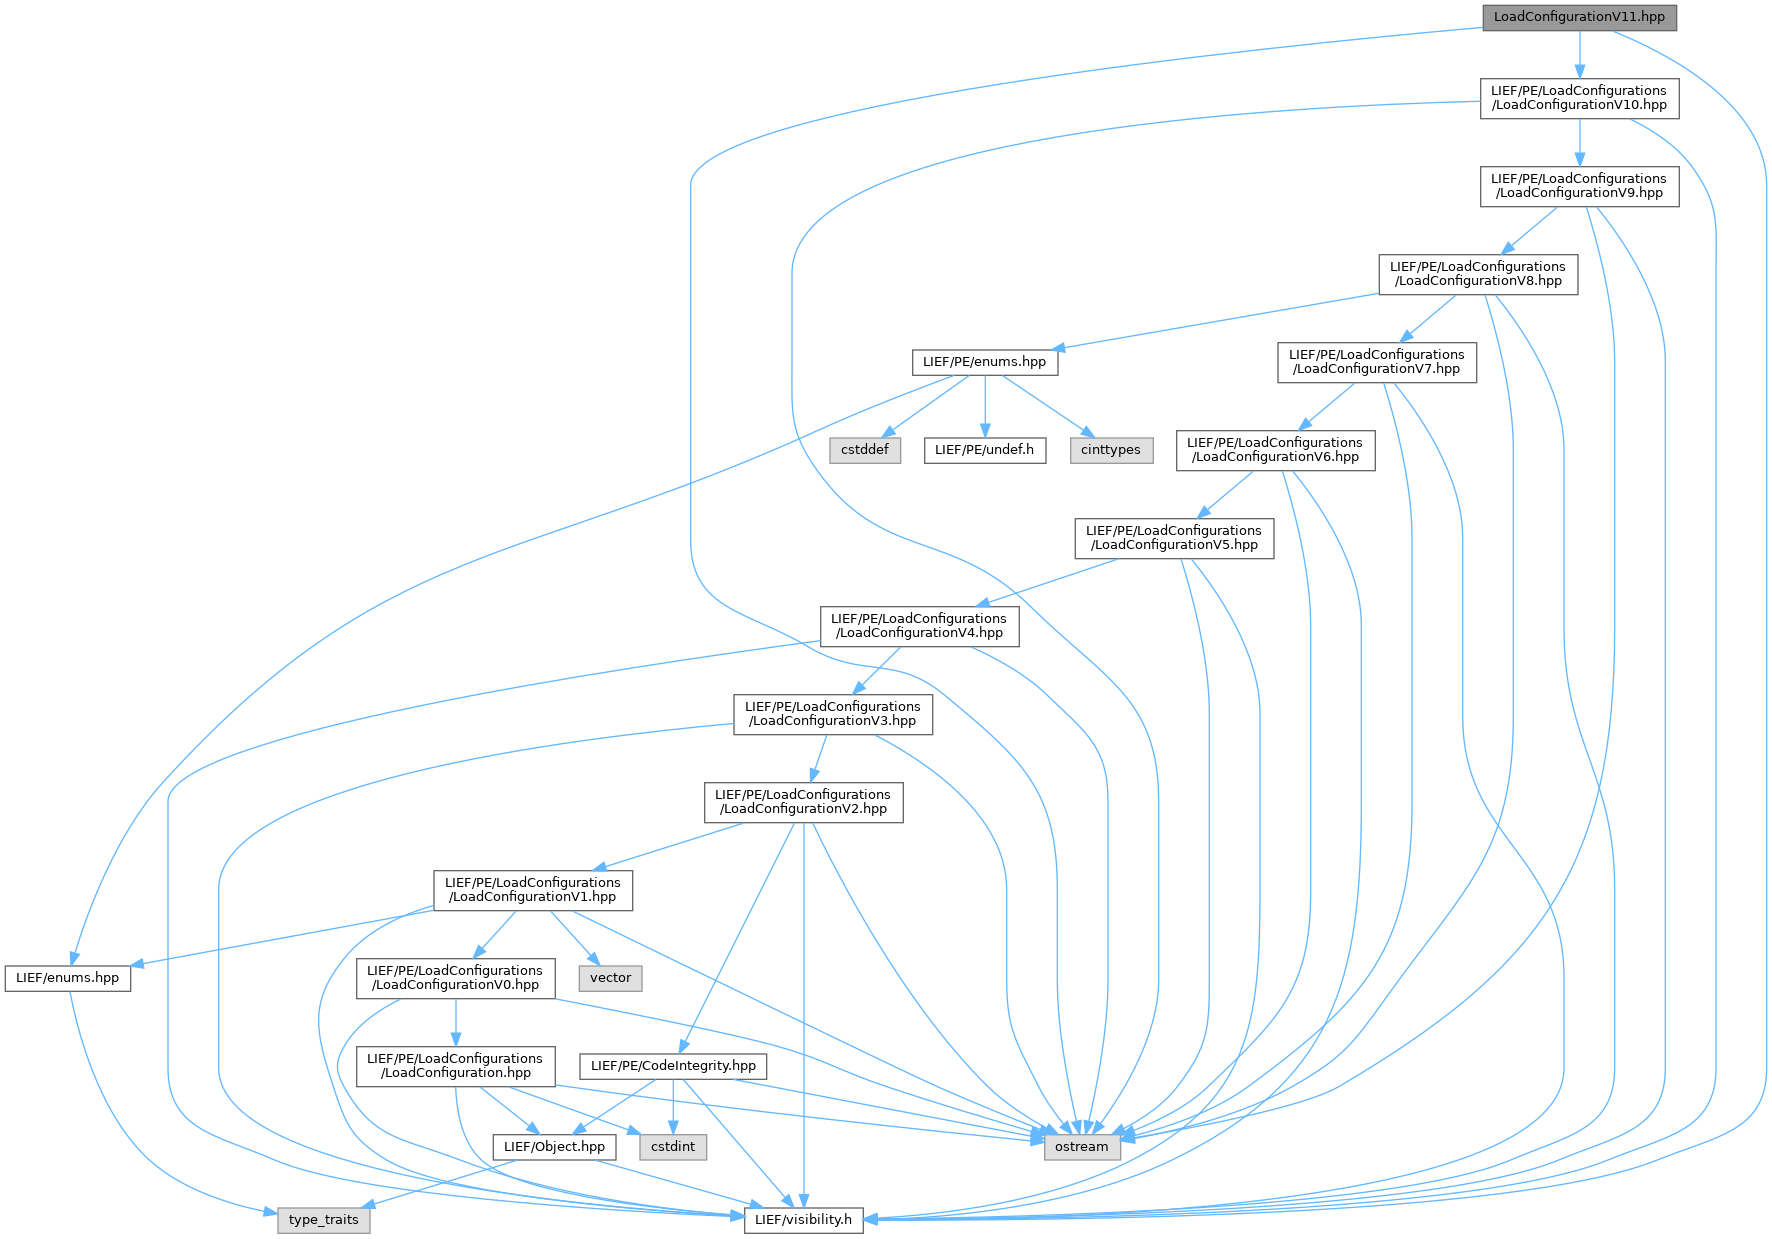 LoadConfigurationV11.hpp
LIEF/PE/LoadConfigurations
/LoadConfigurationV10.hpp
LIEF/PE/LoadConfigurations
/LoadConfigurationV9.hpp
LIEF/PE/LoadConfigurations
/LoadConfigurationV8.hpp
LIEF/PE/enums.hpp
LIEF/PE/LoadConfigurations
/LoadConfigurationV7.hpp
cstddef
LIEF/PE/undef.h
cinttypes
LIEF/PE/LoadConfigurations
/LoadConfigurationV6.hpp
LIEF/PE/LoadConfigurations
/LoadConfigurationV5.hpp
LIEF/PE/LoadConfigurations
/LoadConfigurationV4.hpp
LIEF/PE/LoadConfigurations
/LoadConfigurationV3.hpp
LIEF/PE/LoadConfigurations
/LoadConfigurationV2.hpp
LIEF/PE/LoadConfigurations
/LoadConfigurationV1.hpp
LIEF/enums.hpp
LIEF/PE/LoadConfigurations
/LoadConfigurationV0.hpp
vector
LIEF/PE/LoadConfigurations
/LoadConfiguration.hpp
LIEF/PE/CodeIntegrity.hpp
LIEF/Object.hpp
cstdint
ostream
type_traits
LIEF/visibility.h